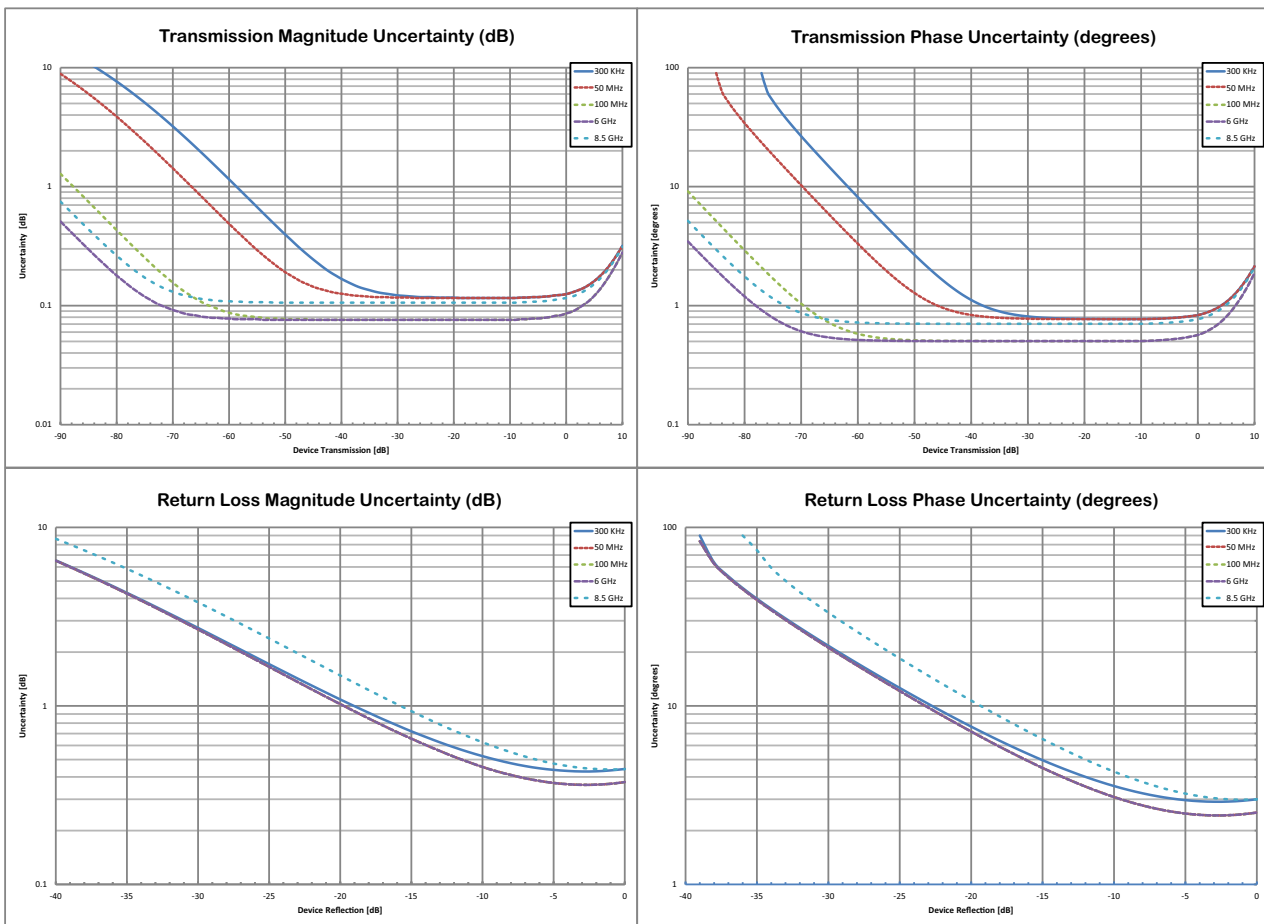 Transmission Magnitude Uncertainty (dB)
10
1
0.1
0.01
Uncertainty [dB]
-90 -80 -70 -60 -50 -40 -30 -20 -10 0 10
Device Transmission [dB]
300 KHz
50 MHz
100 MHz
6 GHz
8.5 GHz
Transmission Phase Uncertainty (degrees)
100
10
1
0.1
Uncertainty [degrees]
-90 -80 -70 -60 -50 -40 -30 -20 -10 0 10
Device Transmission [dB]
300 KHz
50 MHz
100 MHz
6 GHz
8.5 GHz
Return Loss Magnitude Uncertainty (dB)
10
1
0.1
Uncertainty [dB]
-40 -35 -30 -25 -20 -15 -10 -5 0
Device Reflection [dB]
300 KHz
50 MHz
100 MHz
6 GHz
8.5 GHz
Return Loss Phase Uncertainty (degrees)
100
10
1
Uncertainty [degrees]
-40 -35 -30 -25 -20 -15 -10 -5 0
Device Reflection [dB]
300 KHz
50 MHz
100 MHz
6 GHz
8.5 GHz